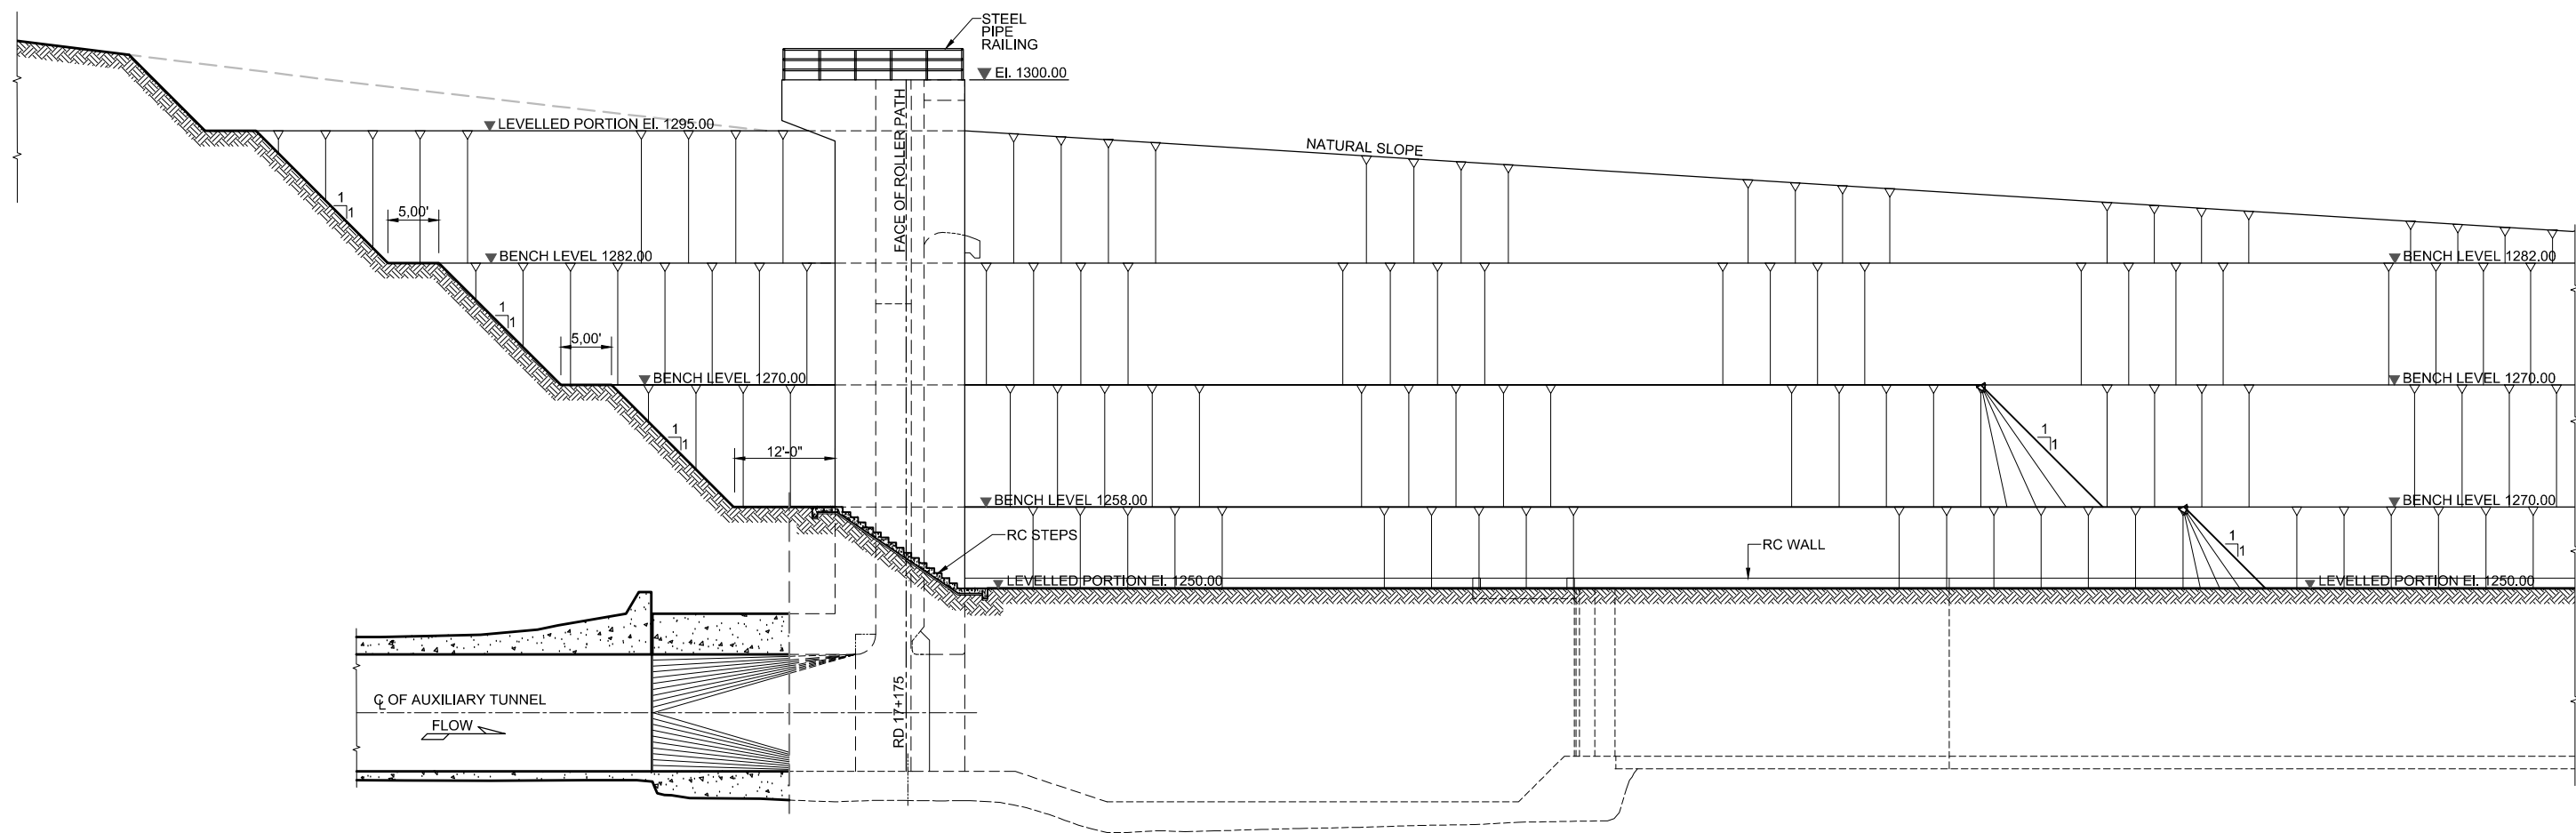 STEEL
PIPE
RAILING
El. 1300.00
LEVELLED PORTION El. 1295.00
FACE OF ROLLER PATH
NATURAL SLOPE
1
1
5,00'
BENCH LEVEL 1282.00
BENCH LEVEL 1282.00
1
1
5,00'
BENCH LEVEL 1270.00
BENCH LEVEL 1270.00
1
1
12'-0"
1
1
BENCH LEVEL 1258.00
BENCH LEVEL 1270.00
RC STEPS
RC WALL
1
1
LEVELLED PORTION El. 1250.00
LEVELLED PORTION El. 1250.00
℄ OF AUXILIARY TUNNEL
FLOW
RD 17+175